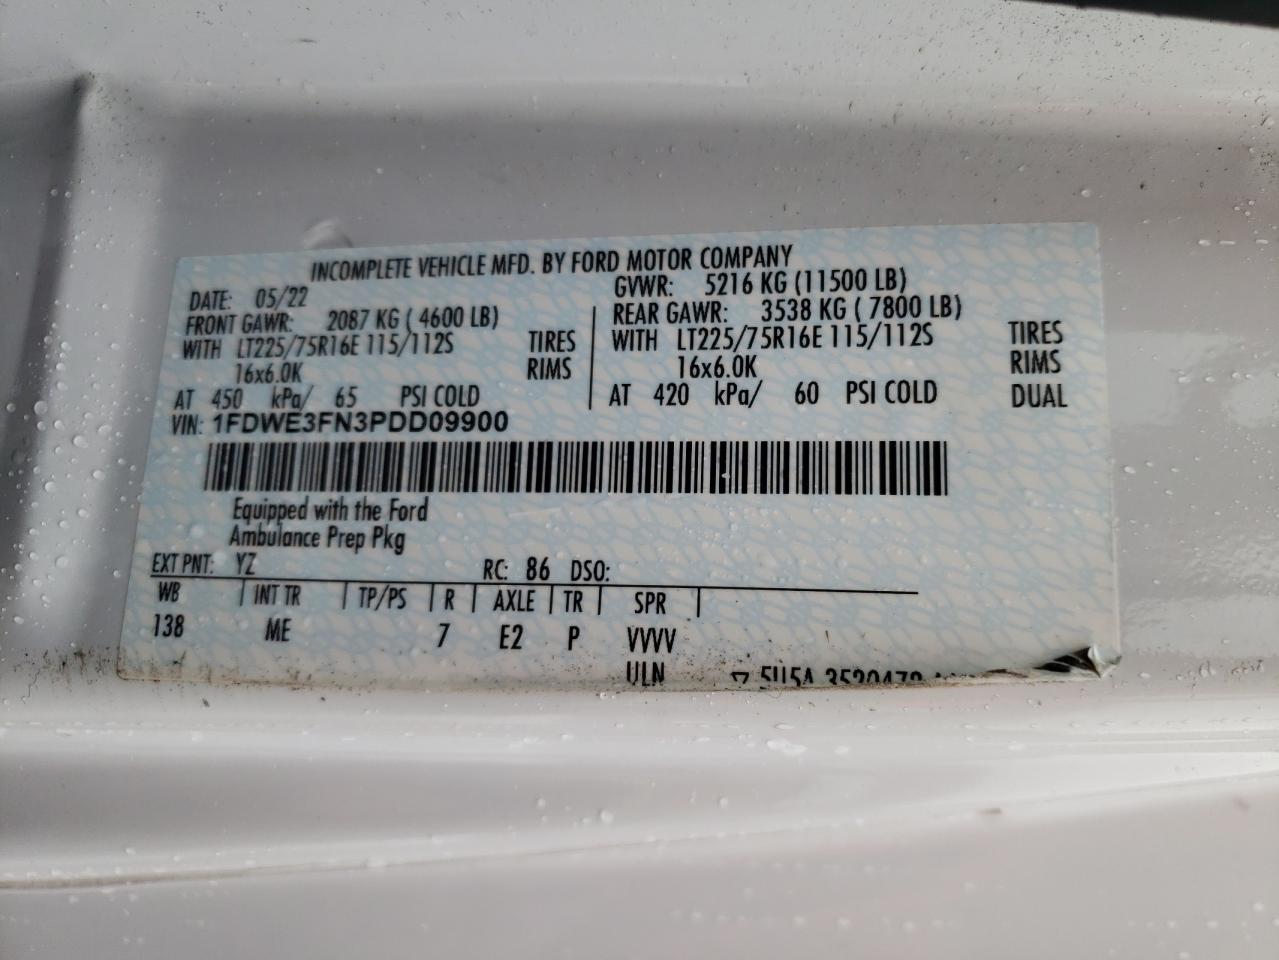 INCOMPLETE VEHICLE MFD. BY FORD MOTOR COMPANY
DATE: 05/22 GVWR: 5216 KG (11500 LB)
FRONT GAWR: 2087 KG ( 4600 LB) REAR GAWR: 3538 KG ( 7800 LB)
WITH LT225/75R16E 115/112S TIRES WITH LT225/75R16E 115/112S TIRES
16x6.0K RIMS 16x6.0K RIMS
AT 450 kPa/ 65 PSI COLD AT 420 kPa/ 60 PSI COLD DUAL
VIN: 1FDWE3FN3PDD09900
Equipped with the Ford
Ambulance Prep Pkg
EXT PNT: YZ RC: 86 DSO:
WB INT TR TP/PS R AXLE TR SPR
138 ME 7 E2 P VVVV
ULN